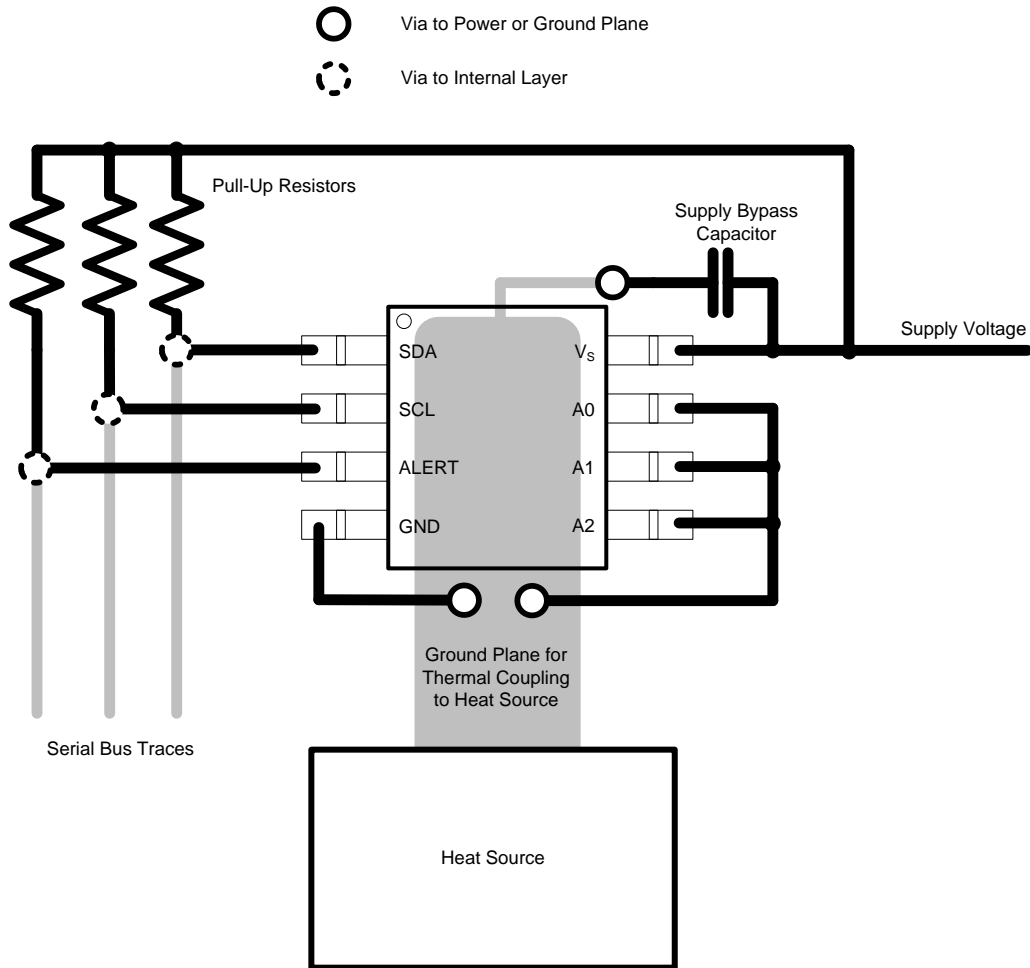 Via to Power or Ground Plane
Via to Internal Layer
Pull-Up Resistors
Supply Bypass
Capacitor
Supply Voltage
SDA
VS
SCL
A0
ALERT
A1
GND
A2
Ground Plane for
Thermal Coupling
to Heat Source
Serial Bus Traces
Heat Source